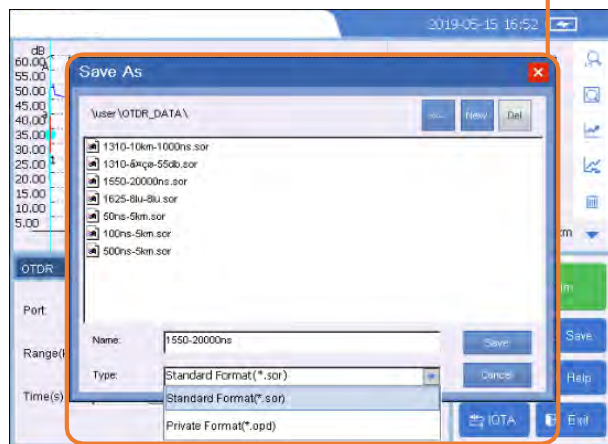 2019-05-15 16:52
dB
60.00
55.00
50.00
45.00
40.00
35.00
30.00
25.00
20.00
15.00
10.00
5.00
A
Save As
\user\OTDR_DATA\
New
Del
1310-10km-1000ns.sor
1310-&¤çø-55db.sor
1550-20000ns.sor
1625-8lu-8lu.sor
50ns-5km.sor
100ns-5km.sor
500ns-5km.sor
OTDR
Port
Range(
Time(s)
Name:
1550-20000ns
Save
Type:
Standard Format(*.sor)
Cancel
Standard Format(*.sor)
Private Format(*.opd)
Save
Help
IOTA
Exit